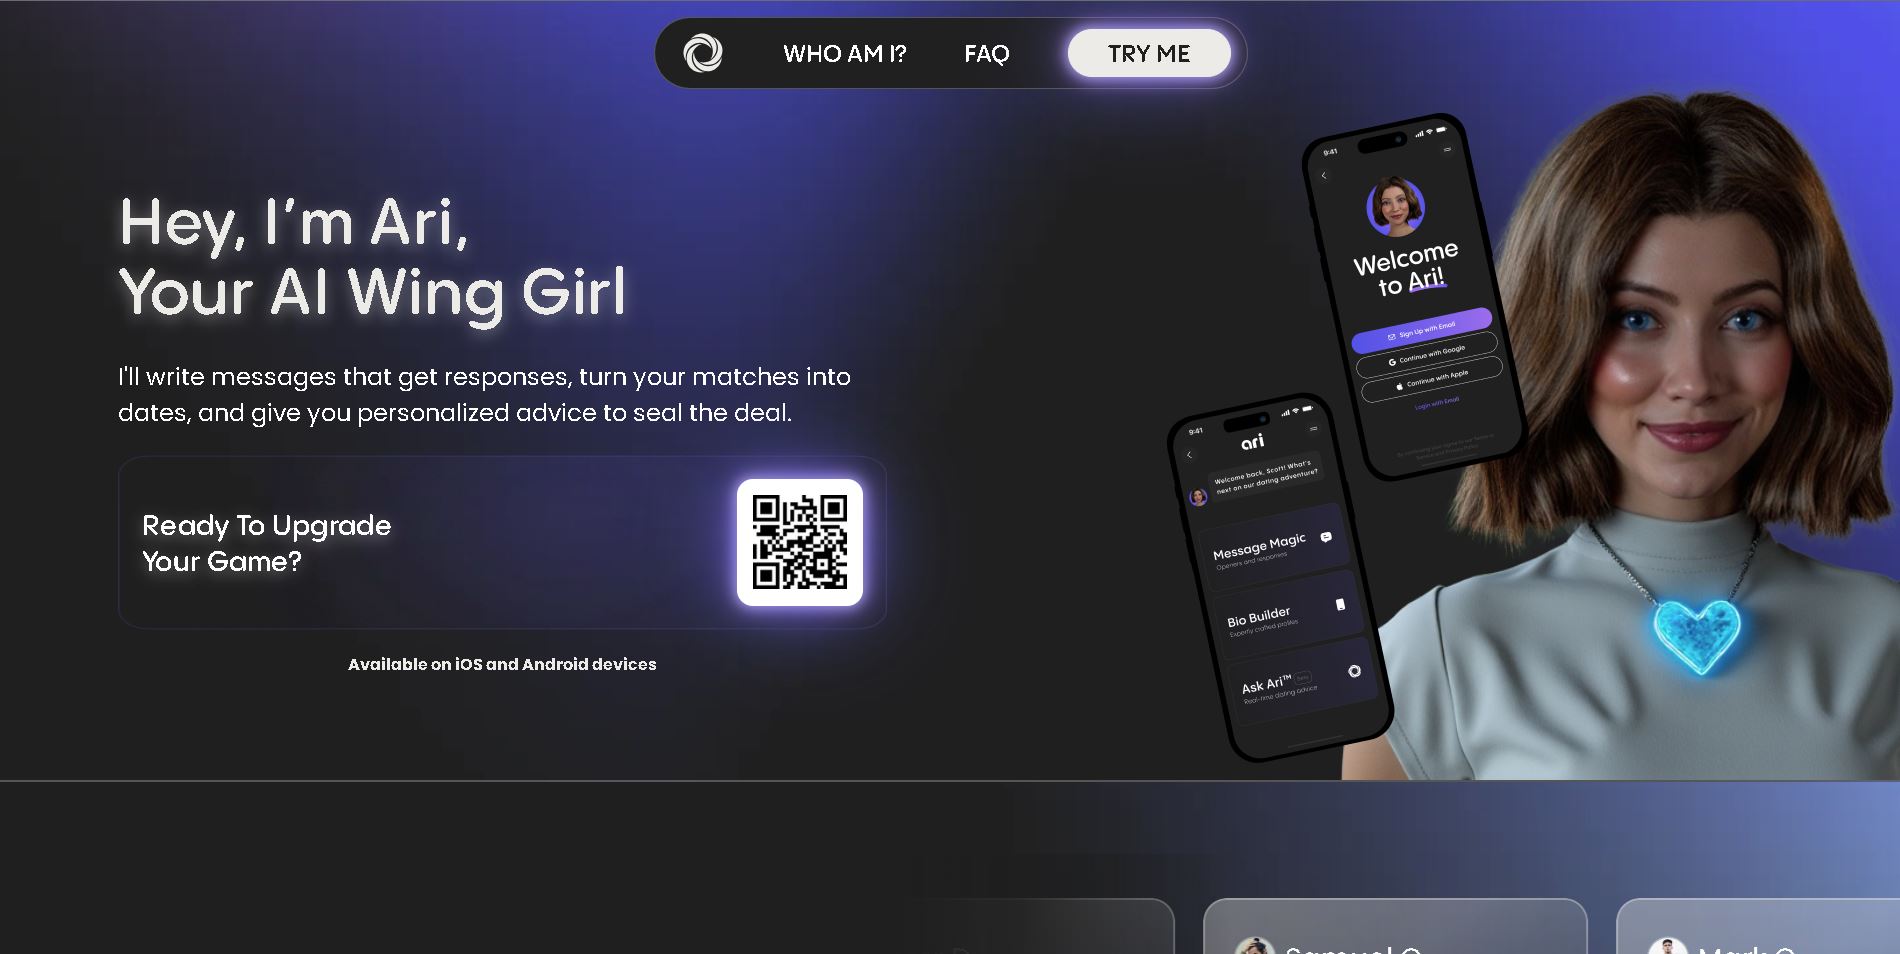 WHO AM I?
FAQ
TRY ME
Hey, I'm Ari,
Your AI Wing Girl
I'll write messages that get responses, turn your matches into
dates, and give you personalized advice to seal the deal.
Ready To Upgrade
Your Game?
Available on iOS and Android devices
9:41
Welcome
to Ari!
Sign Up with Email
Continue with Google
Continue with Apple
Login with Email
9:41
ari
Welcome back, Scott! What's
next on our dating adventure?
Message Magic
Openers and responses
Bio Builder
Expertly crafted profiles
Ask Ari™ Beta
Real-time dating advice